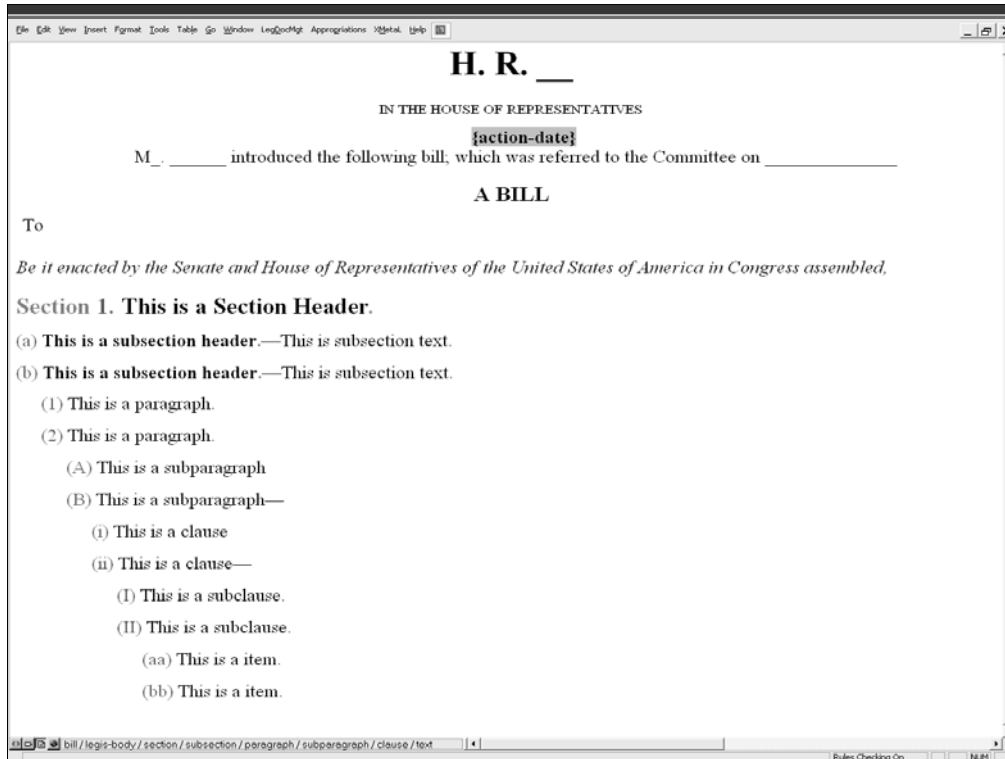 File Edit View Insert Format Tools Table Go Window LegDocMgt Appropriations XMetaL Help
H. R. __
IN THE HOUSE OF REPRESENTATIVES
{action-date}
M_. ______ introduced the following bill; which was referred to the Committee on ______________
A BILL
To
Be it enacted by the Senate and House of Representatives of the United States of America in Congress assembled,
Section 1. This is a Section Header.
(a) This is a subsection header.—This is subsection text.
(b) This is a subsection header.—This is subsection text.
(1) This is a paragraph.
(2) This is a paragraph.
(A) This is a subparagraph
(B) This is a subparagraph—
(i) This is a clause
(ii) This is a clause—
(I) This is a subclause.
(II) This is a subclause.
(aa) This is a item.
(bb) This is a item.
bill / legis-body / section / subsection / paragraph / subparagraph / clause / text
Rules Checking On NUM